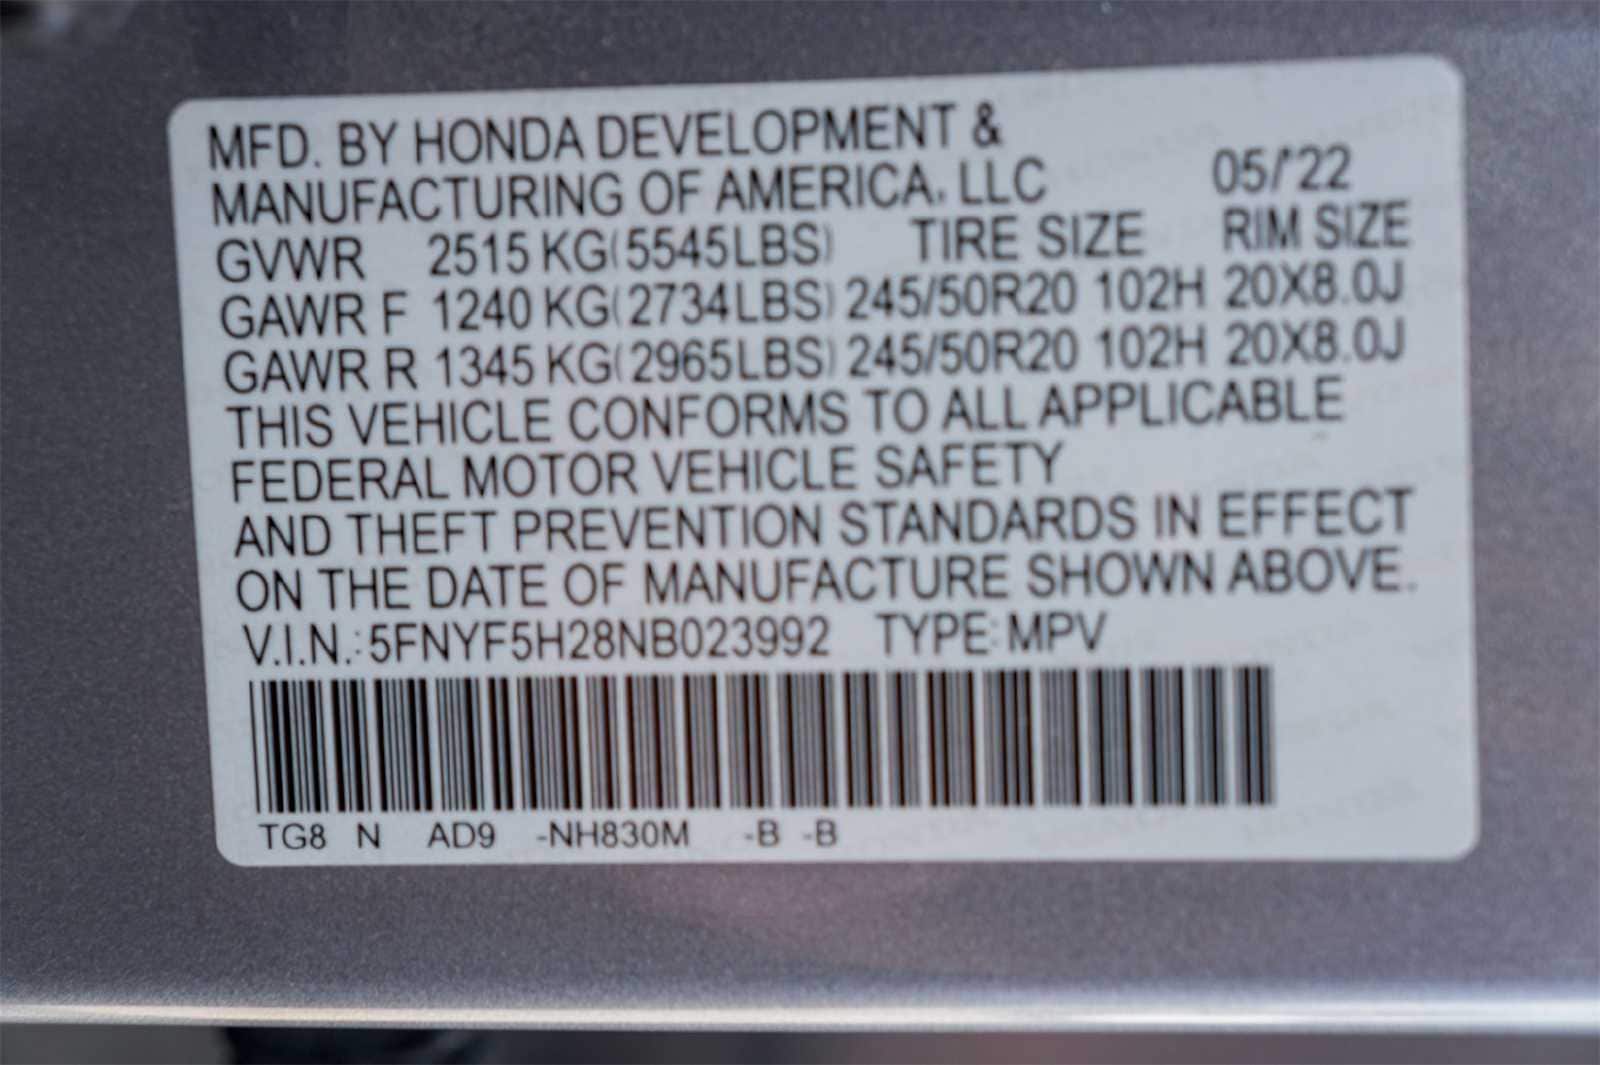 MFD. BY HONDA DEVELOPMENT &
MANUFACTURING OF AMERICA, LLC 05/'22
GVWR 2515 KG(5545LBS) TIRE SIZE RIM SIZE
GAWR F 1240 KG(2734LBS) 245/50R20 102H 20X8.0J
GAWR R 1345 KG(2965LBS) 245/50R20 102H 20X8.0J
THIS VEHICLE CONFORMS TO ALL APPLICABLE
FEDERAL MOTOR VEHICLE SAFETY
AND THEFT PREVENTION STANDARDS IN EFFECT
ON THE DATE OF MANUFACTURE SHOWN ABOVE.
V.I.N.: 5FNYF5H28NB023992 TYPE: MPV
TG8 N AD9 -NH830M -B -B